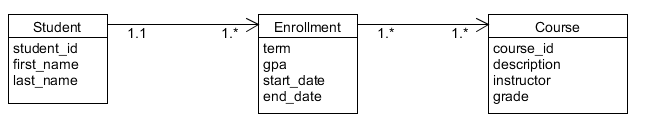 Student
student_id
first_name
last_name
1.1
1.*
Enrollment
term
gpa
start_date
end_date
1.*
1.*
Course
course_id
description
instructor
grade